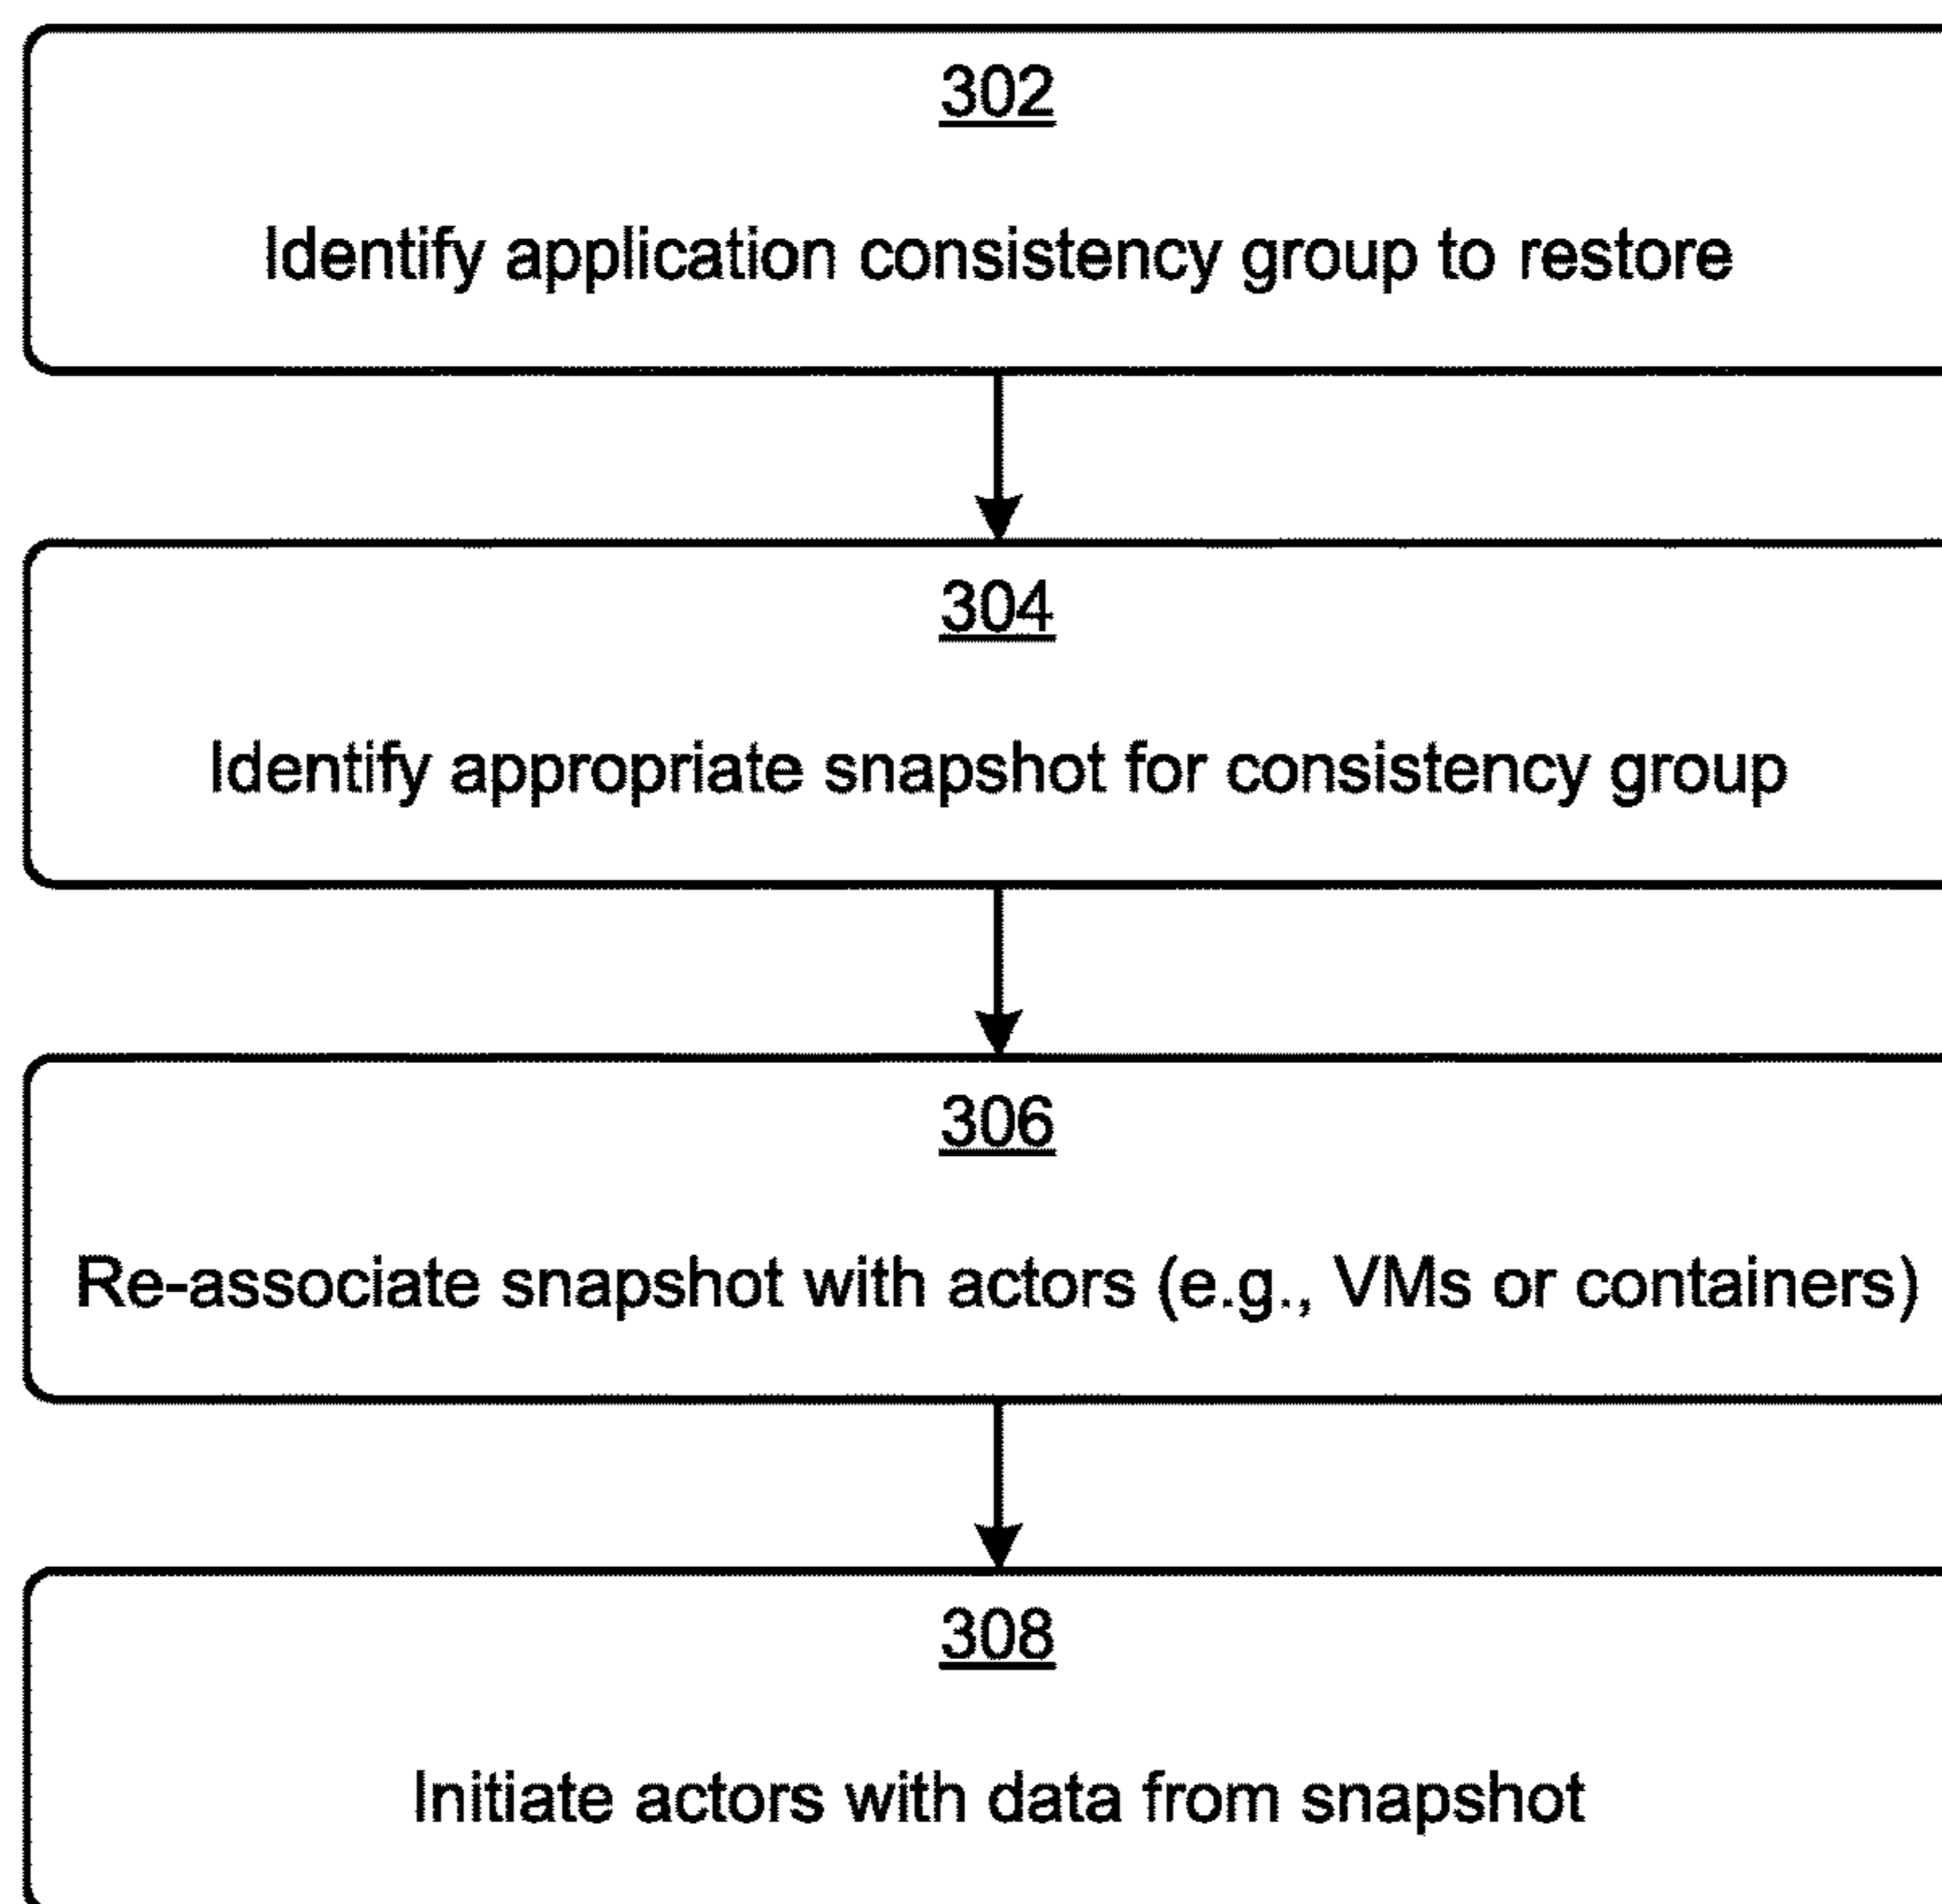 302
Identify application consistency group to restore
304
Identify appropriate snapshot for consistency group
306
Re-associate snapshot with actors (e.g., VMs or containers)
308
Initiate actors with data from snapshot